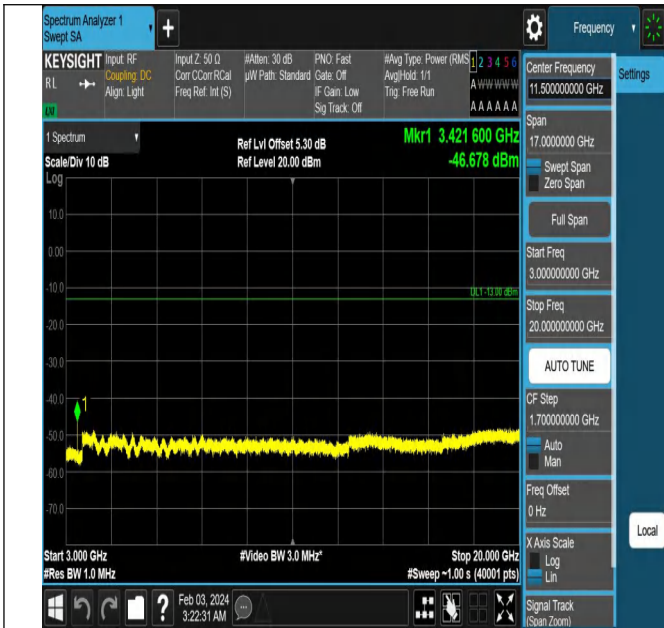 Spectrum Analyzer 1
Swept SA
Frequency
KEYSIGHT
RL
LXI
Input: RF
Coupling: DC
Align: Light
Input Z: 50 Ω
Corr CCorr RCal
Freq Ref: Int (S)
#Atten: 30 dB
µW Path: Standard
PNO: Fast
Gate: Off
IF Gain: Low
Sig Track: Off
#Avg Type: Power (RMS
Avg|Hold: 1/1
Trig: Free Run
1 2 3 4 5 6
A W W W W W
A A A A A A
1 Spectrum
Scale/Div 10 dB
Log
Ref Lvl Offset 5.30 dB
Ref Level 20.00 dBm
Mkr1 3.421 600 GHz
-46.678 dBm
10.0
0.00
-10.0
DL1 -13.00 dBm
-20.0
-30.0
-40.0
1
-50.0
-60.0
-70.0
Start 3.000 GHz
#Res BW 1.0 MHz
#Video BW 3.0 MHz*
Stop 20.000 GHz
#Sweep ~1.00 s (40001 pts)
Feb 03, 2024
3:22:31 AM
Center Frequency
11.500000000 GHz
Settings
Span
17.0000000 GHz
Swept Span
Zero Span
Full Span
Start Freq
3.000000000 GHz
Stop Freq
20.000000000 GHz
AUTO TUNE
CF Step
1.700000000 GHz
Auto
Man
Freq Offset
0 Hz
Local
X Axis Scale
Log
Lin
Signal Track
(Span Zoom)